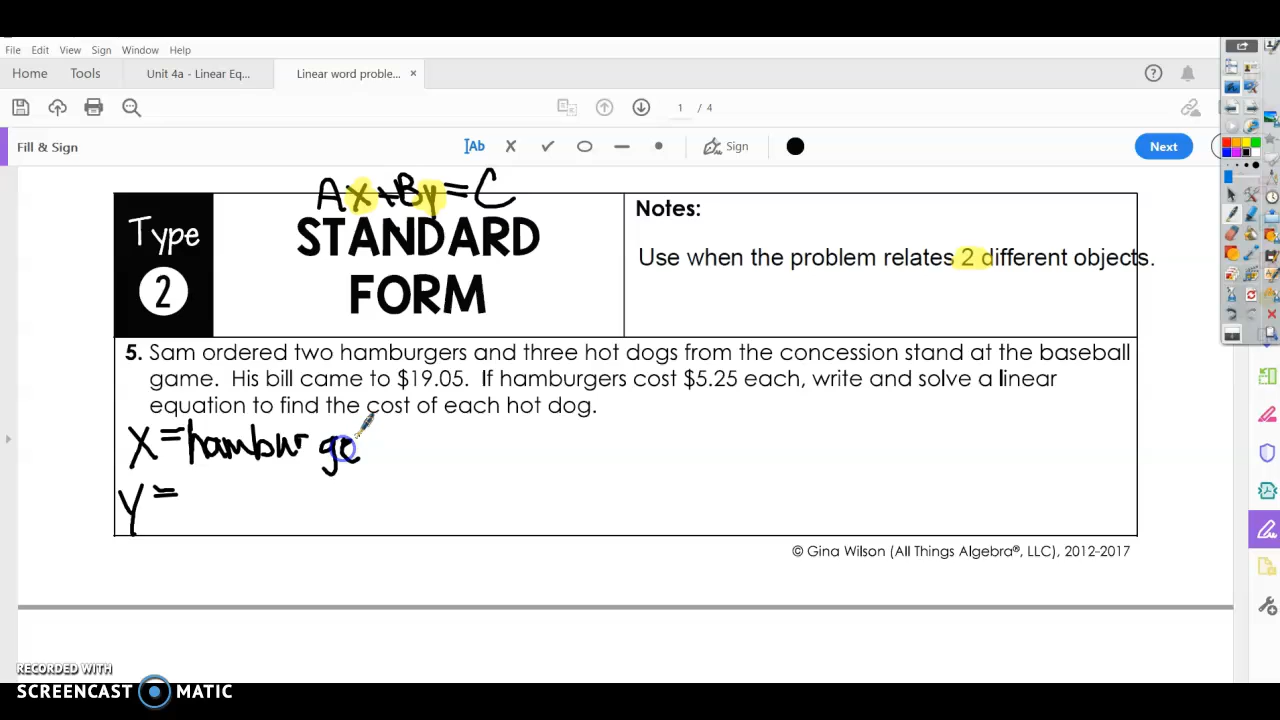 File Edit View Sign Window Help
Home Tools Unit 4a - Linear Eq... Linear word proble... ×
1 / 4
Fill & Sign Ab Sign Next
Ax+By=C
Type 2
STANDARD
FORM
Notes:
Use when the problem relates 2 different objects.
5. Sam ordered two hamburgers and three hot dogs from the concession stand at the baseball
game. His bill came to $19.05. If hamburgers cost $5.25 each, write and solve a linear
equation to find the cost of each hot dog.
X=hamburge
Y=
© Gina Wilson (All Things Algebra®, LLC), 2012-2017
RECORDED WITH
SCREENCAST MATIC